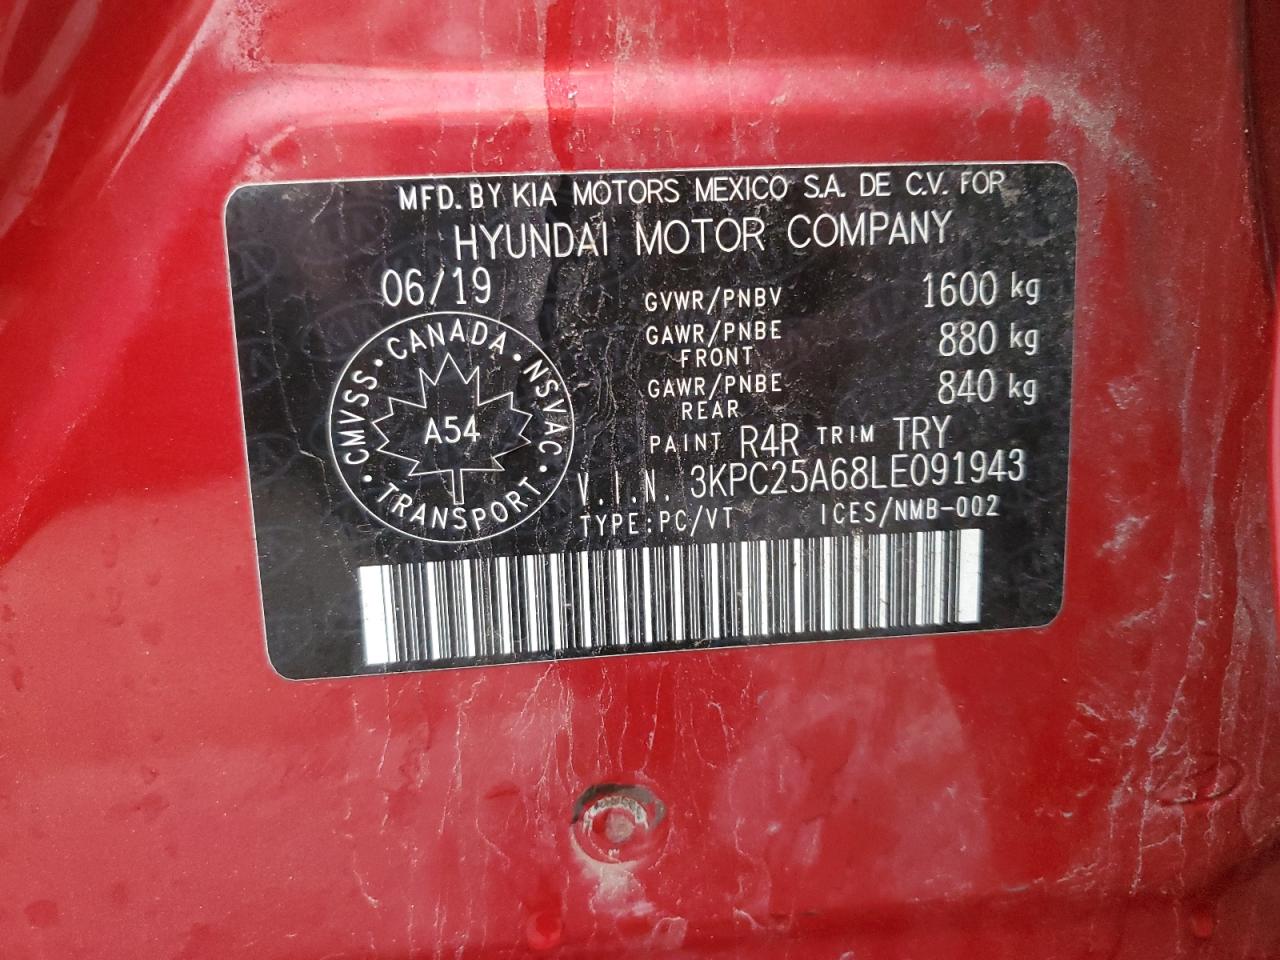 MFD. BY KIA MOTORS MEXICO S.A. DE C.V. FOR
HYUNDAI MOTOR COMPANY
06/19
GVWR/PNBV 1600 kg
GAWR/PNBE FRONT 880 kg
GAWR/PNBE REAR 840 kg
PAINT R4R TRIM TRY
V.I.N. 3KPC25A68LE091943
TYPE:PC/VT ICES/NMB-002
CMVSS · CANADA · NSVAC · TRANSPORT ·
A54